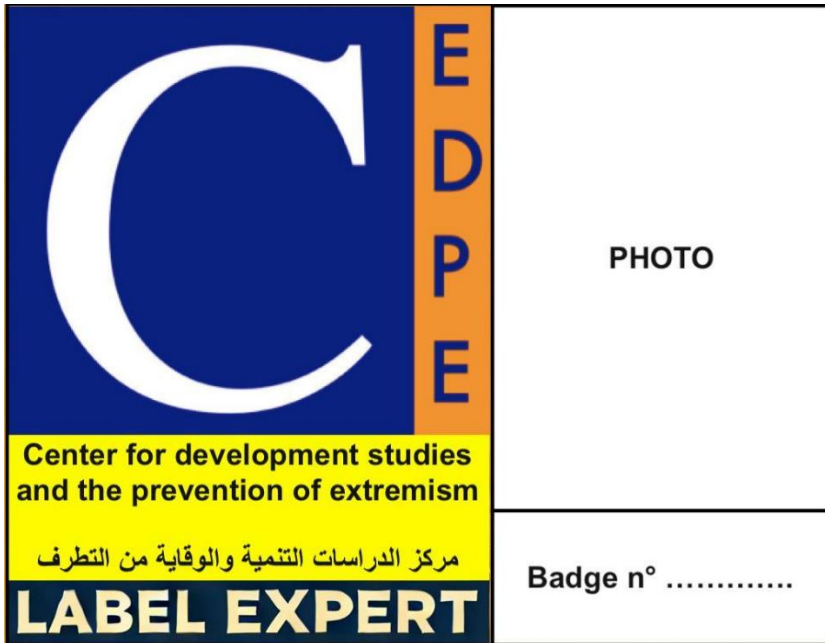 C
EDPE
Center for development studies
and the prevention of extremism
مركز الدراسات التنمية والوقاية من التطرف
LABEL EXPERT
PHOTO
Badge n° .............